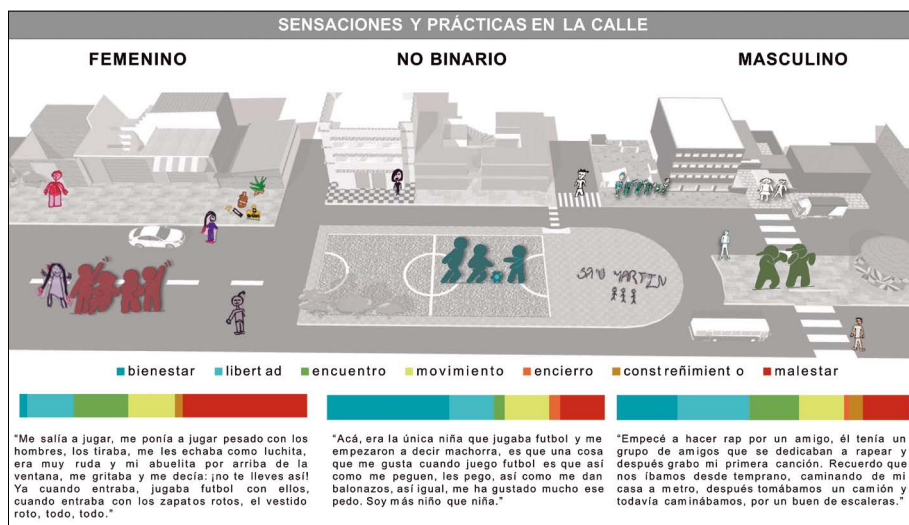 SENSACIONES Y PRÁCTICAS EN LA CALLE
FEMENINO
NO BINARIO
MASCULINO
SAN MARTIN
bienestar libert ad encuentro movimiento encierro const reñimient o malestar
"Me salía a jugar, me ponía a jugar pesado con los
hombres, los tiraba, me les echaba como luchita,
era muy ruda y mi abuelita por arriba de la
ventana, me gritaba y me decía: ¡no te lleves así!
Ya cuando entraba, jugaba futbol con ellos,
cuando entraba con los zapatos rotos, el vestido
roto, todo, todo."
"Acá, era la única niña que jugaba futbol y me
empezaron a decir machorra, es que una cosa
que me gusta cuando juego futbol es que así
como me peguen, les pego, así como me dan
balonazos, así igual, me ha gustado mucho ese
pedo. Soy más niño que niña."
"Empecé a hacer rap por un amigo, él tenía un
grupo de amigos que se dedicaban a rapear y
después grabo mi primera canción. Recuerdo que
nos íbamos desde temprano, caminando de mi
casa a metro, después tomábamos un camión y
todavía caminábamos, por un buen de escaleras."